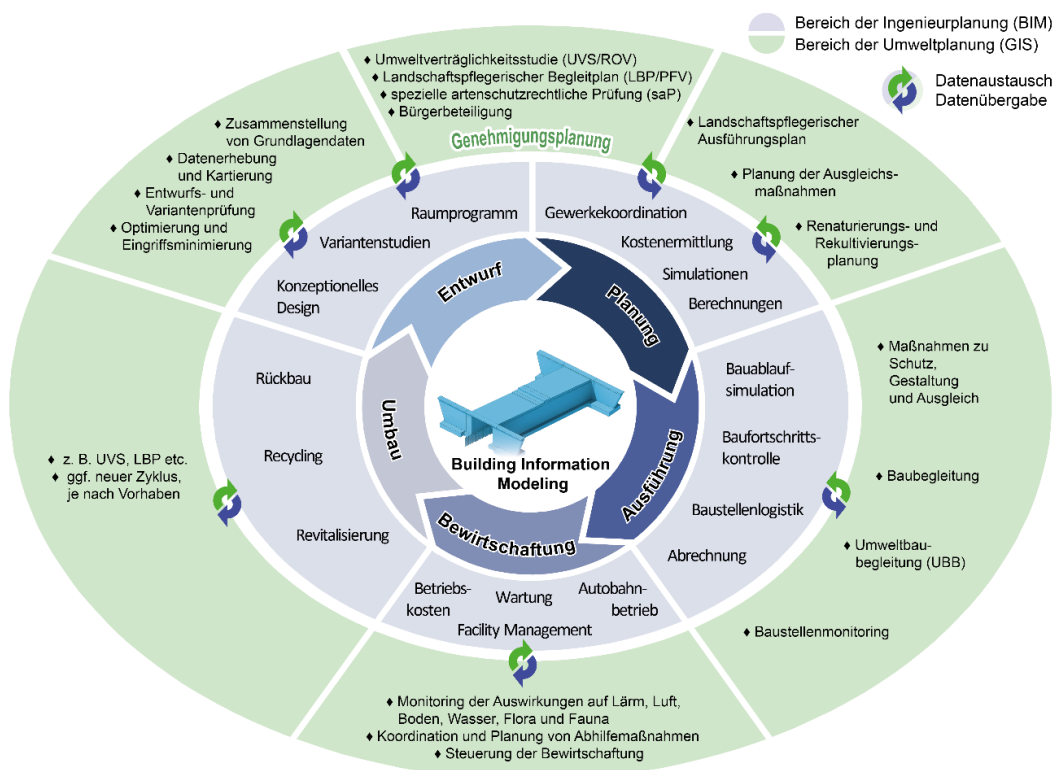 Bereich der Ingenieurplanung (BIM)
Bereich der Umweltplanung (GIS)
Datenaustausch
Datenübergabe
♦ Umweltverträglichkeitsstudie (UVS/ROV)
♦ Landschaftspflegerischer Begleitplan (LBP/PFV)
♦ spezielle artenschutzrechtliche Prüfung (saP)
♦ Bürgerbeteiligung
Genehmigungsplanung
♦ Zusammenstellung
von Grundlagendaten
♦ Datenerhebung
und Kartierung
♦ Entwurfs- und
Variantenprüfung
♦ Optimierung und
Eingriffsminimierung
♦ Landschaftspflegerischer
Ausführungsplan
♦ Planung der Ausgleichs-
maßnahmen
♦ Renaturierungs- und
Rekultivierungs-
planung
Raumprogramm
Variantenstudien
Konzeptionelles
Design
Gewerkekoordination
Kostenermittlung
Simulationen
Berechnungen
Entwurf
Planung
Ausführung
Bewirtschaftung
Umbau
Building Information
Modeling
Rückbau
Recycling
Revitalisierung
Bauablauf-
simulation
Baufortschritts-
kontrolle
Baustellenlogistik
Abrechnung
Betriebs-
kosten
Wartung
Autobahn-
betrieb
Facility Management
♦ z. B. UVS, LBP etc.
♦ ggf. neuer Zyklus,
je nach Vorhaben
♦ Maßnahmen zu
Schutz,
Gestaltung
und Ausgleich
♦ Baubegleitung
♦ Umweltbau-
begleitung (UBB)
♦ Baustellenmonitoring
♦ Monitoring der Auswirkungen auf Lärm, Luft,
Boden, Wasser, Flora und Fauna
♦ Koordination und Planung von Abhilfemaßnahmen
♦ Steuerung der Bewirtschaftung